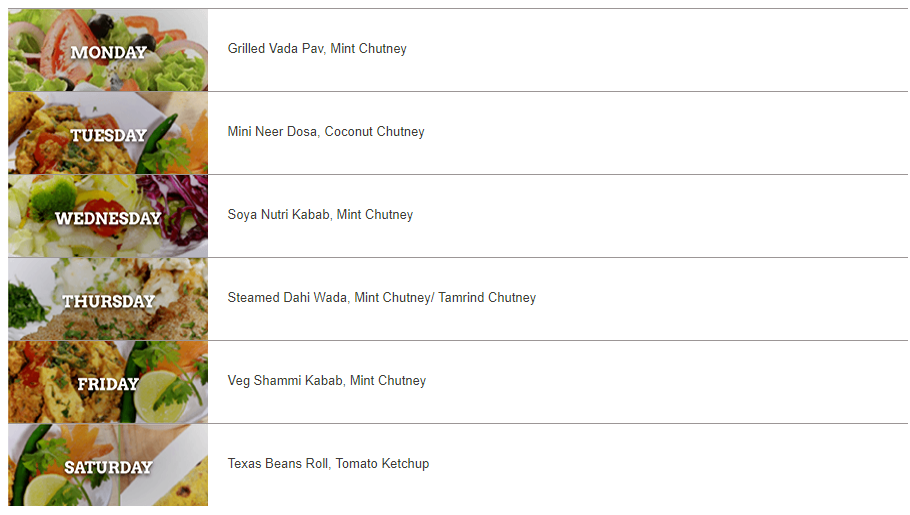 MONDAY
Grilled Vada Pav, Mint Chutney
TUESDAY
Mini Neer Dosa, Coconut Chutney
WEDNESDAY
Soya Nutri Kabab, Mint Chutney
THURSDAY
Steamed Dahi Wada, Mint Chutney/ Tamrind Chutney
FRIDAY
Veg Shammi Kabab, Mint Chutney
SATURDAY
Texas Beans Roll, Tomato Ketchup